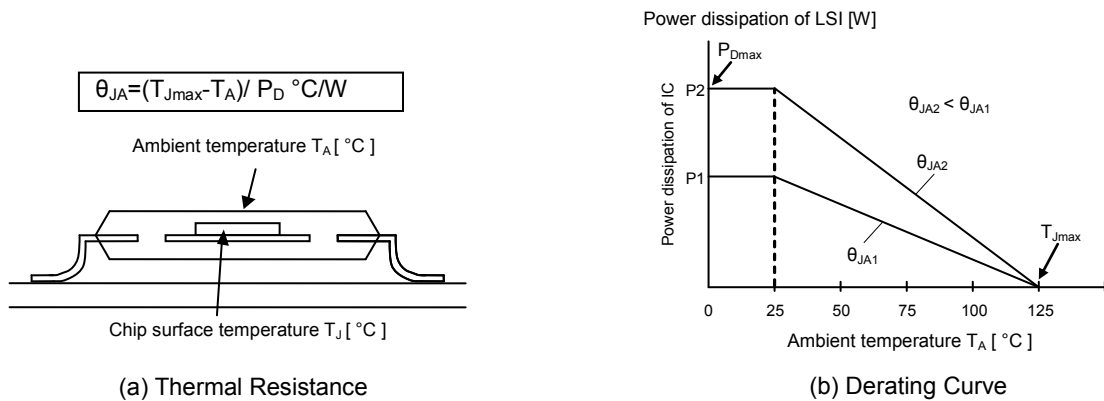 θJA=(TJmax-TA)/ PD °C/W
Ambient temperature TA [ °C ]
Chip surface temperature TJ [ °C ]
(a) Thermal Resistance
Power dissipation of LSI [W]
PDmax
P2
θJA2 < θJA1
Power dissipation of IC
θJA2
P1
TJmax
θJA1
0 25 50 75 100 125
Ambient temperature TA [ °C ]
(b) Derating Curve